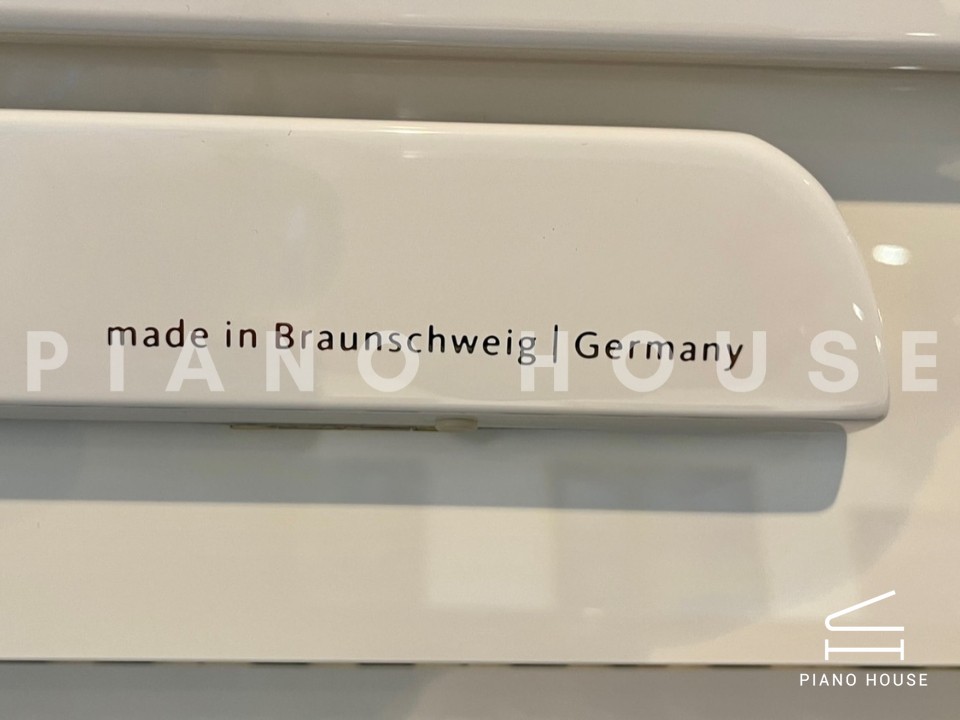 made in Braunschweig | Germany
PIANO HOUSE
PIANO HOUSE